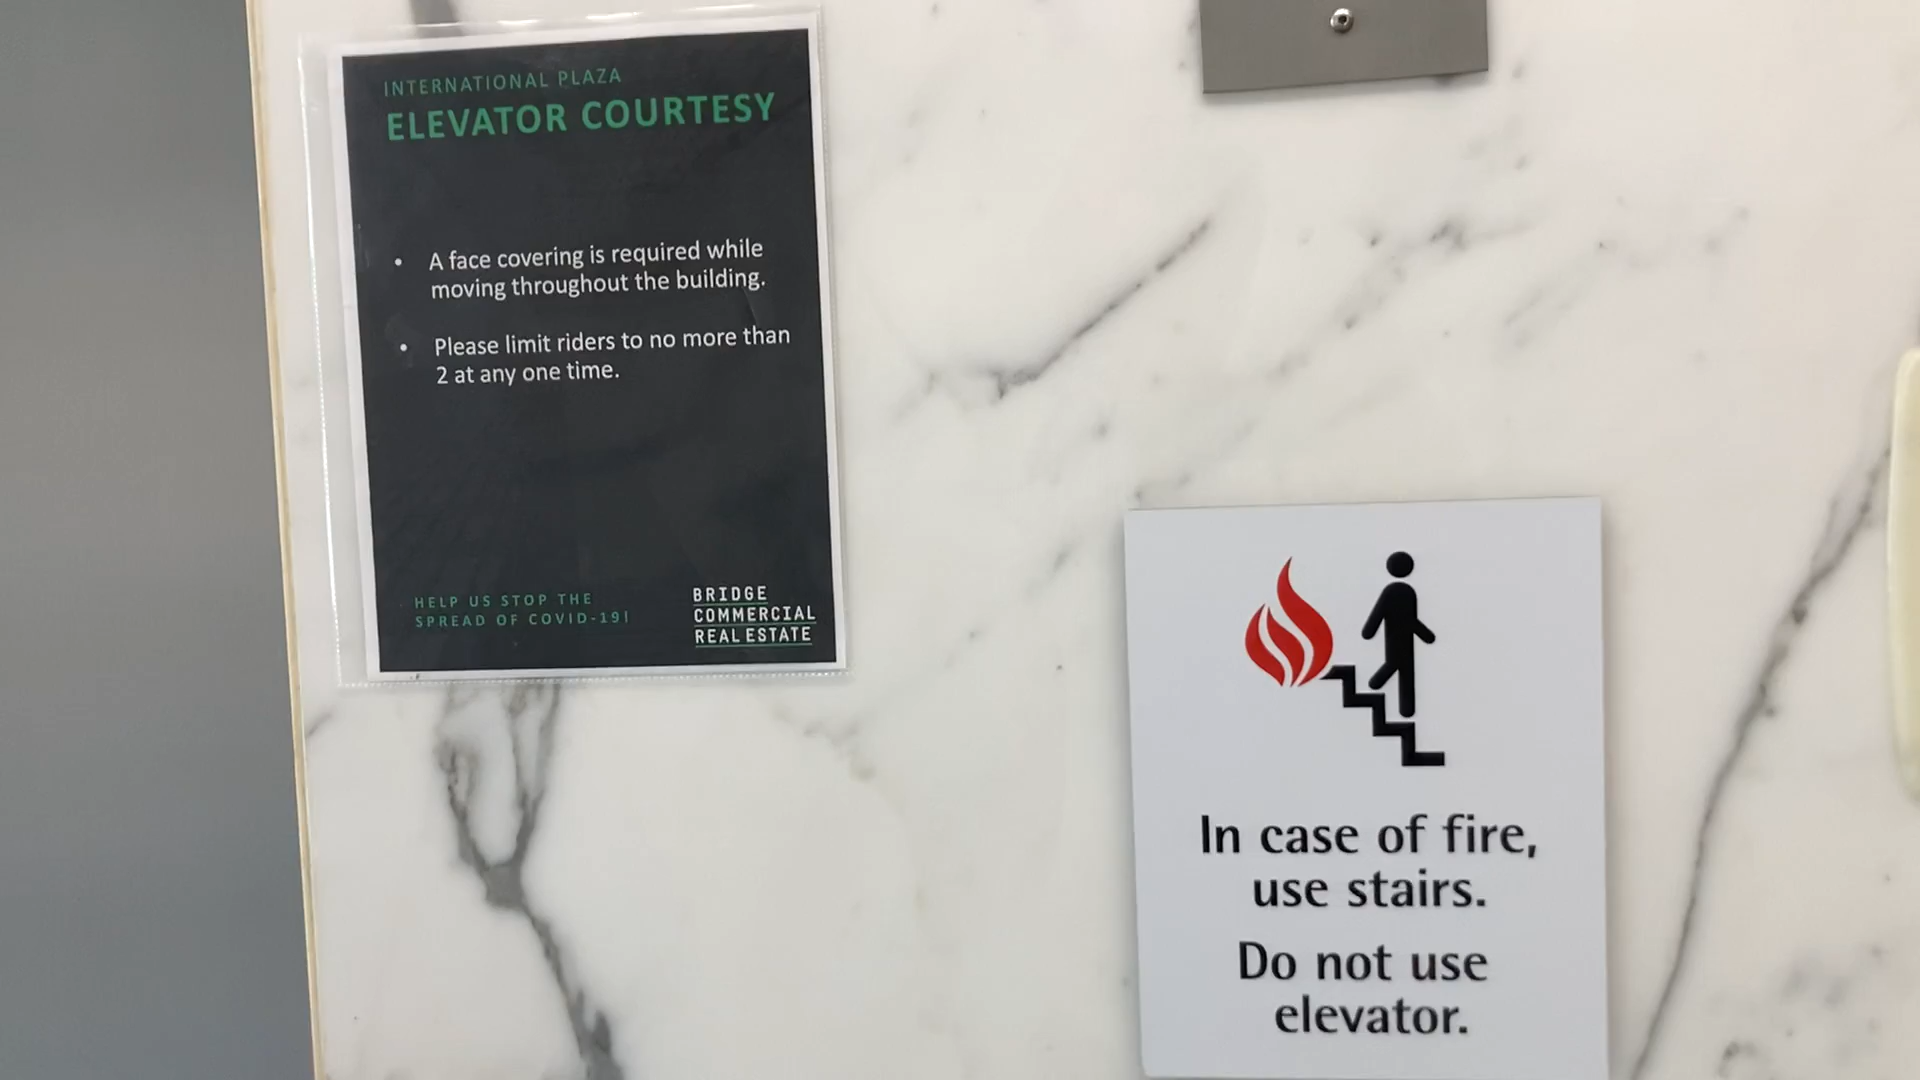 INTERNATIONAL PLAZA
ELEVATOR COURTESY
• A face covering is required while
moving throughout the building.
• Please limit riders to no more than
2 at any one time.
HELP US STOP THE
SPREAD OF COVID-19!
BRIDGE
COMMERCIAL
REAL ESTATE
In case of fire,
use stairs.
Do not use
elevator.